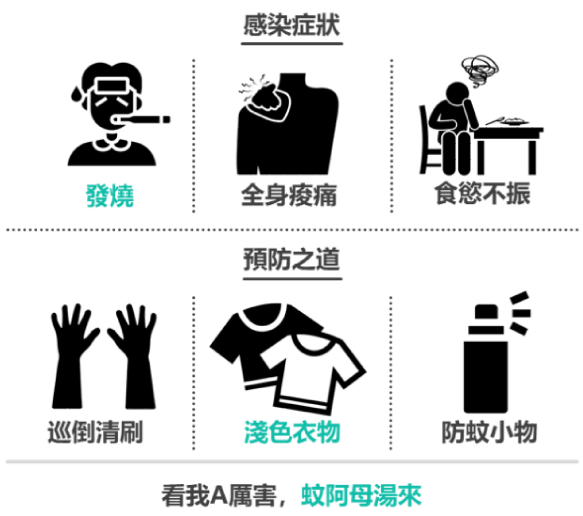 感染症狀
發燒
全身痠痛
食慾不振
預防之道
巡倒清刷
淺色衣物
防蚊小物
看我A厲害，蚊阿母湯來